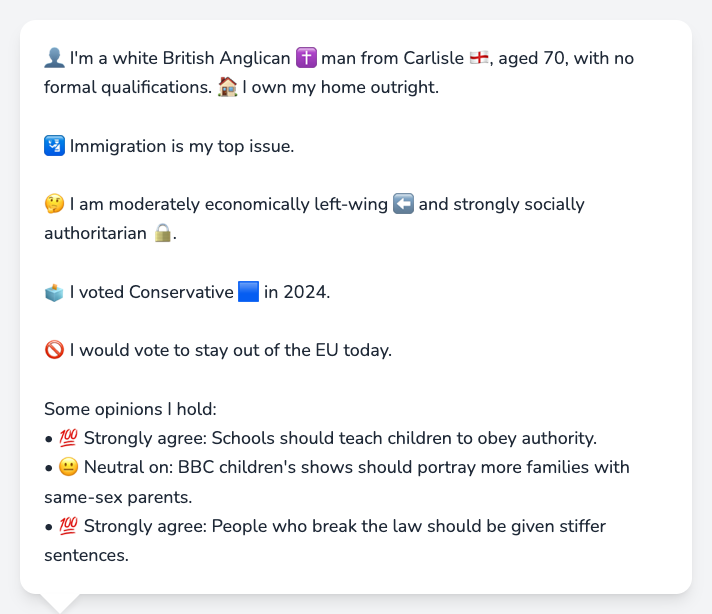 👤 I'm a white British Anglican ✝️ man from Carlisle 🏴󠁧󠁢󠁥󠁮󠁧󠁿, aged 70, with no
formal qualifications. 🏠 I own my home outright.
🛂 Immigration is my top issue.
🤔 I am moderately economically left-wing ⬅️ and strongly socially
authoritarian 🔒.
🗳️ I voted Conservative 🟦 in 2024.
🚫 I would vote to stay out of the EU today.
Some opinions I hold:
• 💯 Strongly agree: Schools should teach children to obey authority.
• 😐 Neutral on: BBC children's shows should portray more families with
same-sex parents.
• 💯 Strongly agree: People who break the law should be given stiffer
sentences.